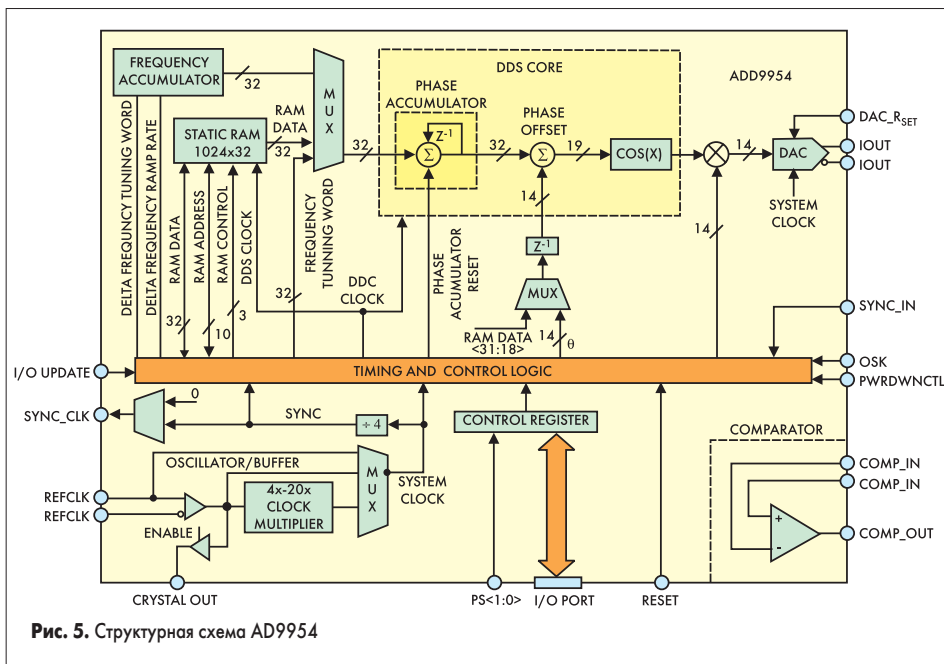 FREQUENCY
ACCUMULATOR
32
MUX
DDS CORE
ADD9954
PHASE
ACCUMULATOR
Z-1
Σ
PHASE
OFFSET
Σ
STATIC RAM
1024x32
RAM
DATA
32
32
32
19
COS(X)
14
DAC
DAC_RSET
IOUT
IOUT
SYSTEM
CLOCK
DELTA FREQUNCY TUNING WORD
DELTA FREQUENCY RAMP RATE
RAM DATA
RAM ADDRESS
RAM CONTROL
DDS CLOCK
FREQUENCY
TUNNING WORD
32
10
3
32
DDC
CLOCK
PHASE
ACUMULATOR
RESET
14
Z-1
MUX
RAM DATA
<31:18>
14
θ
14
SYNC_IN
I/O UPDATE
TIMING AND CONTROL LOGIC
OSK
PWRDWNCTL
SYNC_CLK
0
SYNC
÷ 4
CONTROL REGISTER
COMPARATOR
OSCILLATOR/BUFFER
MUX
SYSTEM
CLOCK
REFCLK
REFCLK
4x-20x
CLOCK
MULTIPLIER
ENABLE
COMP_IN
COMP_IN
+
-
COMP_OUT
CRYSTAL OUT
PS<1:0>
I/O PORT
RESET
Рис. 5. Структурная схема AD9954